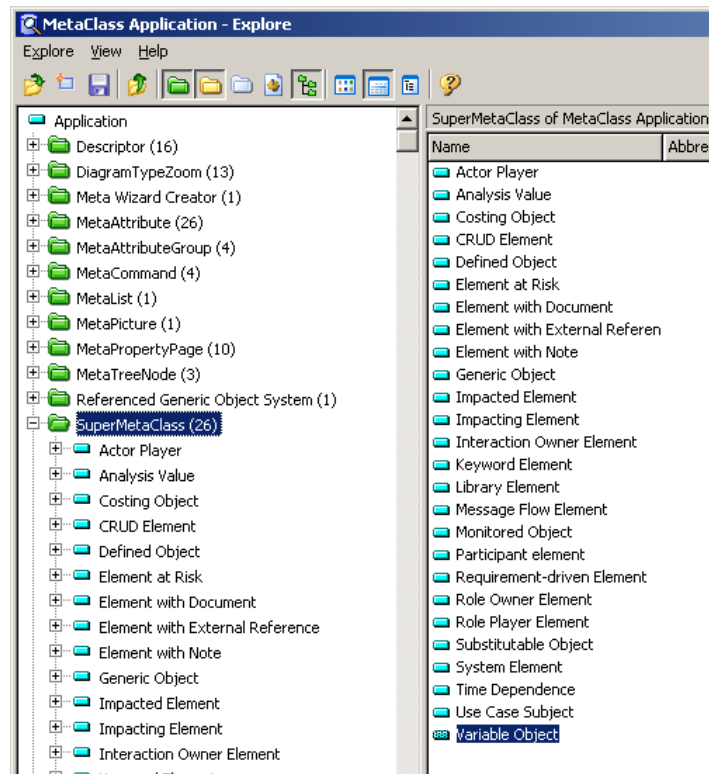 MetaClass Application - Explore
Explore View Help
Application
Descriptor (16)
DiagramTypeZoom (13)
Meta Wizard Creator (1)
MetaAttribute (26)
MetaAttributeGroup (4)
MetaCommand (4)
MetaList (1)
MetaPicture (1)
MetaPropertyPage (10)
MetaTreeNode (3)
Referenced Generic Object System (1)
SuperMetaClass (26)
Actor Player
Analysis Value
Costing Object
CRUD Element
Defined Object
Element at Risk
Element with Document
Element with External Reference
Element with Note
Generic Object
Impacted Element
Impacting Element
Interaction Owner Element
SuperMetaClass of MetaClass Application
Name Abbre
Actor Player
Analysis Value
Costing Object
CRUD Element
Defined Object
Element at Risk
Element with Document
Element with External Referen
Element with Note
Generic Object
Impacted Element
Impacting Element
Interaction Owner Element
Keyword Element
Library Element
Message Flow Element
Monitored Object
Participant element
Requirement-driven Element
Role Owner Element
Role Player Element
Substitutable Object
System Element
Time Dependence
Use Case Subject
Variable Object